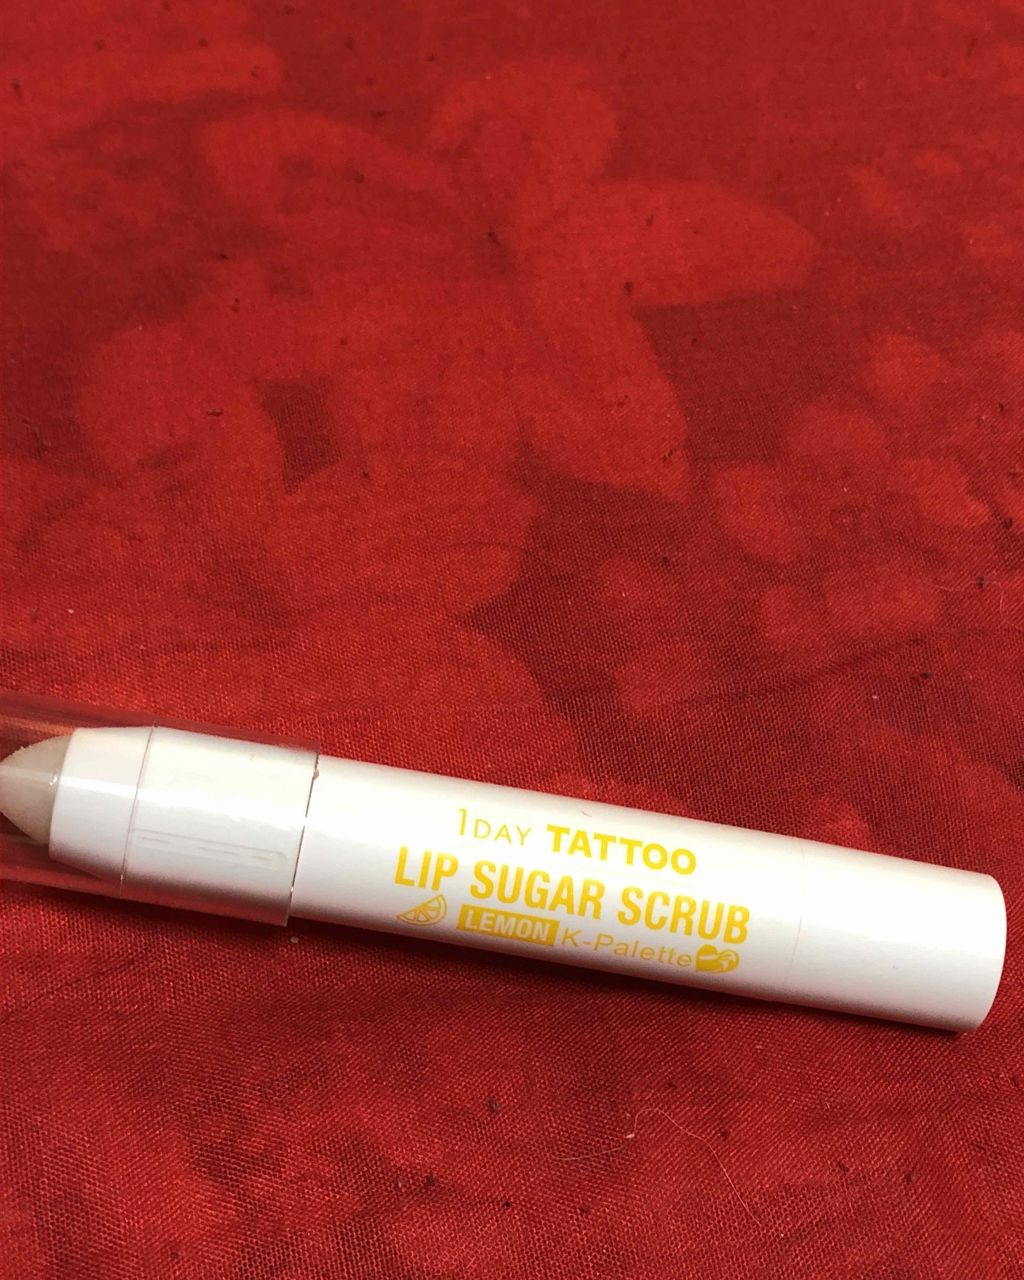 1DAY TATTOO
LIP SUGAR SCRUB
LEMON K-Palette